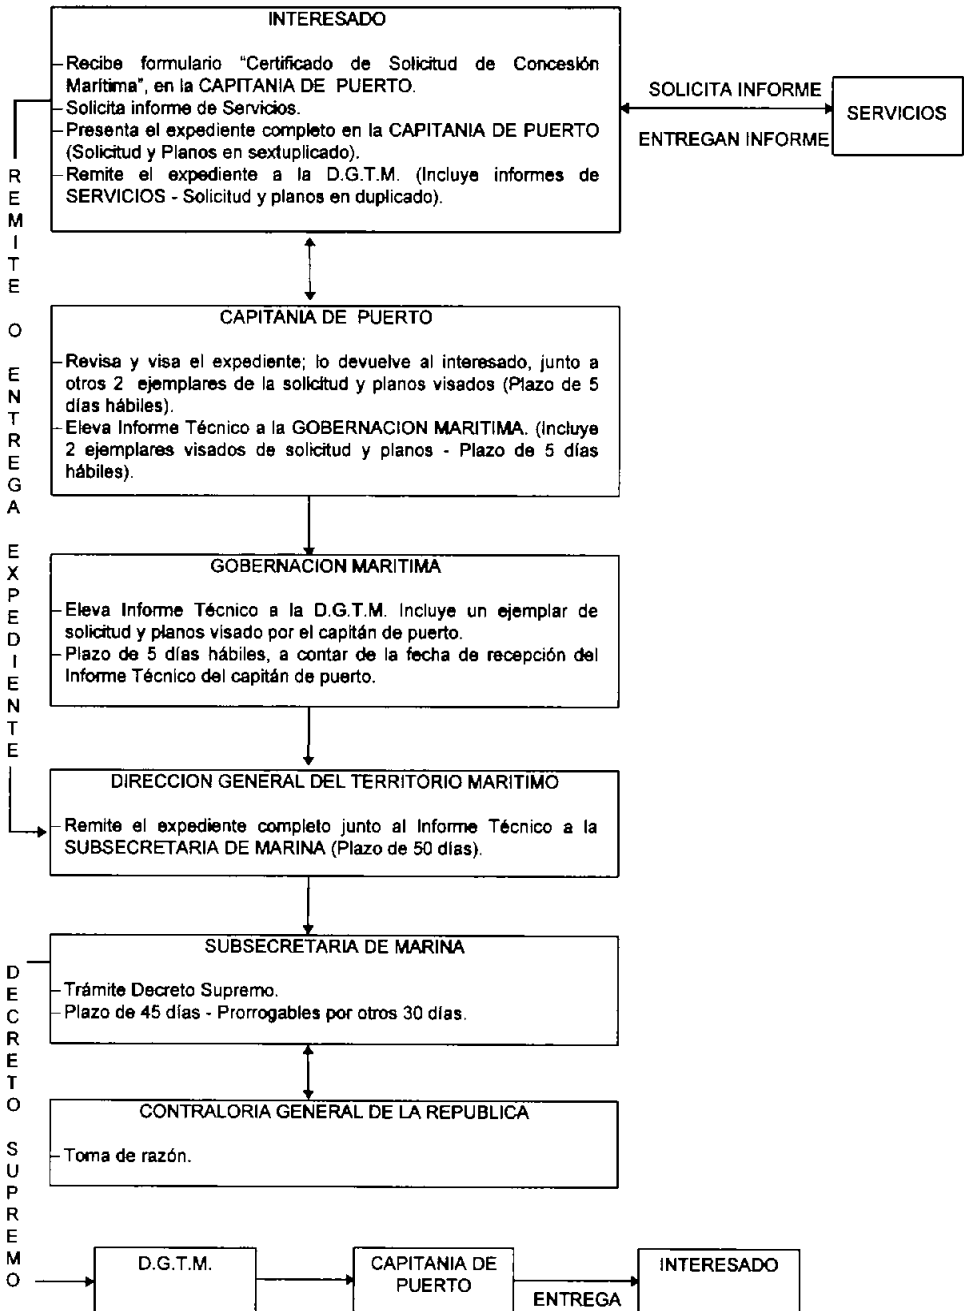 INTERESADO
– Recibe formulario "Certificado de Solicitud de Concesión
Marítima", en la CAPITANIA DE PUERTO.
– Solicita informe de Servicios.
– Presenta el expediente completo en la CAPITANIA DE PUERTO
(Solicitud y Planos en sextuplicado).
– Remite el expediente a la D.G.T.M. (Incluye informes de
SERVICIOS - Solicitud y planos en duplicado).
SOLICITA INFORME
ENTREGAN INFORME
SERVICIOS
REMITE O ENTREGA EXPEDIENTE
CAPITANIA DE PUERTO
– Revisa y visa el expediente; lo devuelve al interesado, junto a
otros 2 ejemplares de la solicitud y planos visados (Plazo de 5
días hábiles).
– Eleva Informe Técnico a la GOBERNACION MARITIMA. (Incluye
2 ejemplares visados de solicitud y planos - Plazo de 5 días
hábiles).
GOBERNACION MARITIMA
– Eleva Informe Técnico a la D.G.T.M. Incluye un ejemplar de
solicitud y planos visado por el capitán de puerto.
– Plazo de 5 días hábiles, a contar de la fecha de recepción del
Informe Técnico del capitán de puerto.
DIRECCION GENERAL DEL TERRITORIO MARITIMO
– Remite el expediente completo junto al Informe Técnico a la
SUBSECRETARIA DE MARINA (Plazo de 50 días).
SUBSECRETARIA DE MARINA
– Trámite Decreto Supremo.
– Plazo de 45 días - Prorrogables por otros 30 días.
DECRETO SUPREMO
CONTRALORIA GENERAL DE LA REPUBLICA
– Toma de razón.
D.G.T.M.
CAPITANIA DE
PUERTO
ENTREGA
INTERESADO